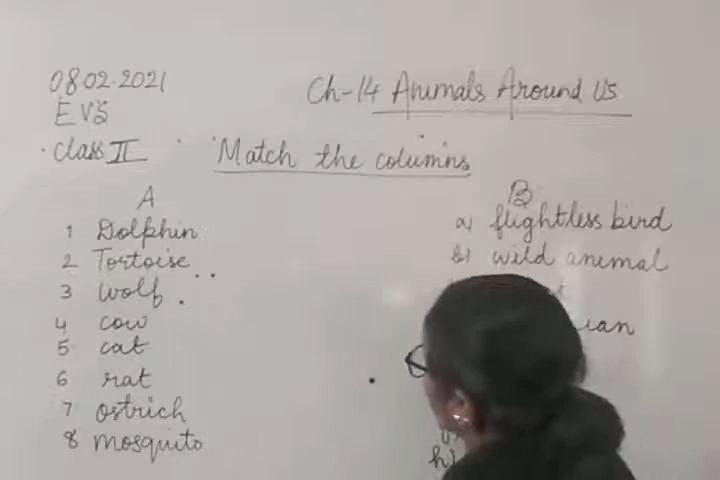 08.02.2021
Ch-14 Animals Around Us
EVS
Class II
Match the columns
A
1 Dolphin
2 Tortoise
3 Wolf
4 cow
5 cat
6 rat
7 ostrich
8 mosquito
B
a) flightless bird
b) wild animal
h)